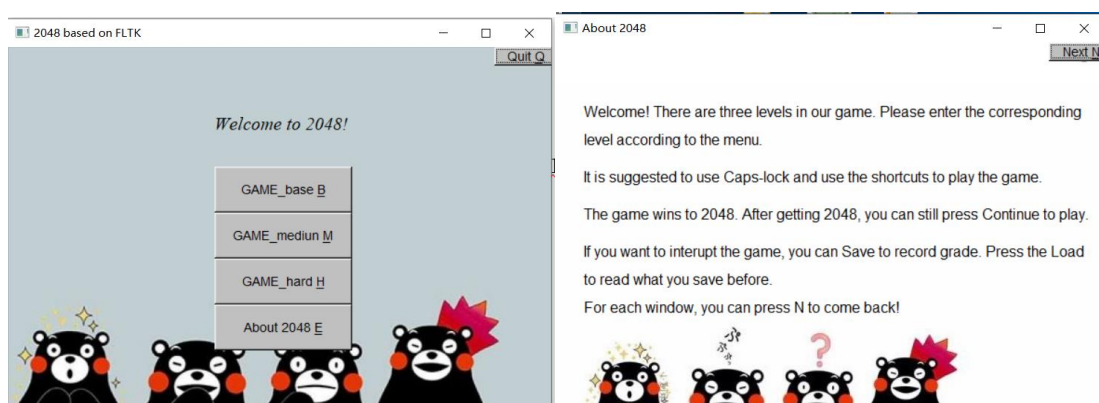 2048 based on FLTK
Quit Q
Welcome to 2048!
GAME_base B
GAME_mediun M
GAME_hard H
About 2048 E
About 2048
Next N
Welcome! There are three levels in our game. Please enter the corresponding
level according to the menu.
It is suggested to use Caps-lock and use the shortcuts to play the game.
The game wins to 2048. After getting 2048, you can still press Continue to play.
If you want to interupt the game, you can Save to record grade. Press the Load
to read what you save before.
For each window, you can press N to come back!
?